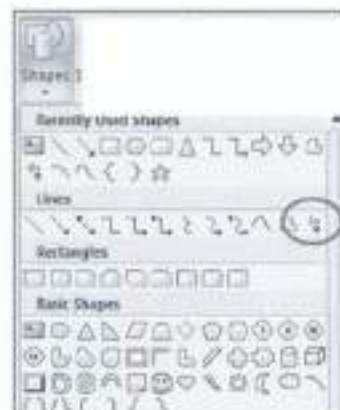 Shapes
Recently Used Shapes
Lines
Rectangles
Basic Shapes